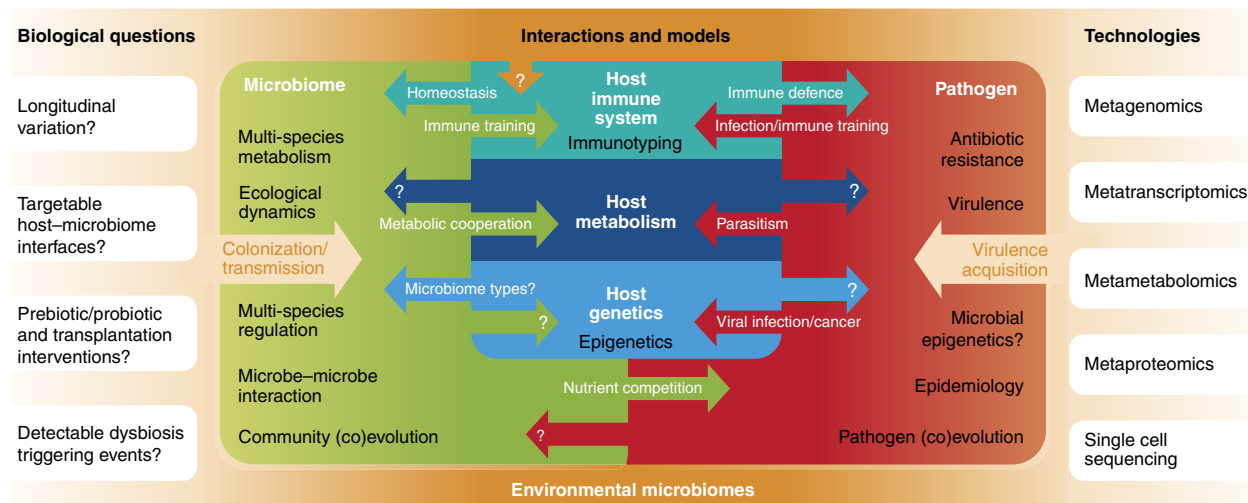 Biological questions
Interactions and models
Technologies
Longitudinal
variation?
Targetable
host–microbiome
interfaces?
Prebiotic/probiotic
and transplantation
interventions?
Detectable dysbiosis
triggering events?
Microbiome
Multi-species
metabolism
Ecological
dynamics
Colonization/
transmission
Multi-species
regulation
Microbe–microbe
interaction
Community (co)evolution
?
Homeostasis
Immune training
Host
immune
system
Immunotyping
Immune defence
Infection/immune training
?
Metabolic cooperation
Host
metabolism
?
Parasitism
Microbiome types?
?
Host
genetics
Epigenetics
?
Viral infection/cancer
Nutrient competition
?
Pathogen
Antibiotic
resistance
Virulence
Virulence
acquisition
Microbial
epigenetics?
Epidemiology
Pathogen (co)evolution
Metagenomics
Metatranscriptomics
Metametabolomics
Metaproteomics
Single cell
sequencing
Environmental microbiomes